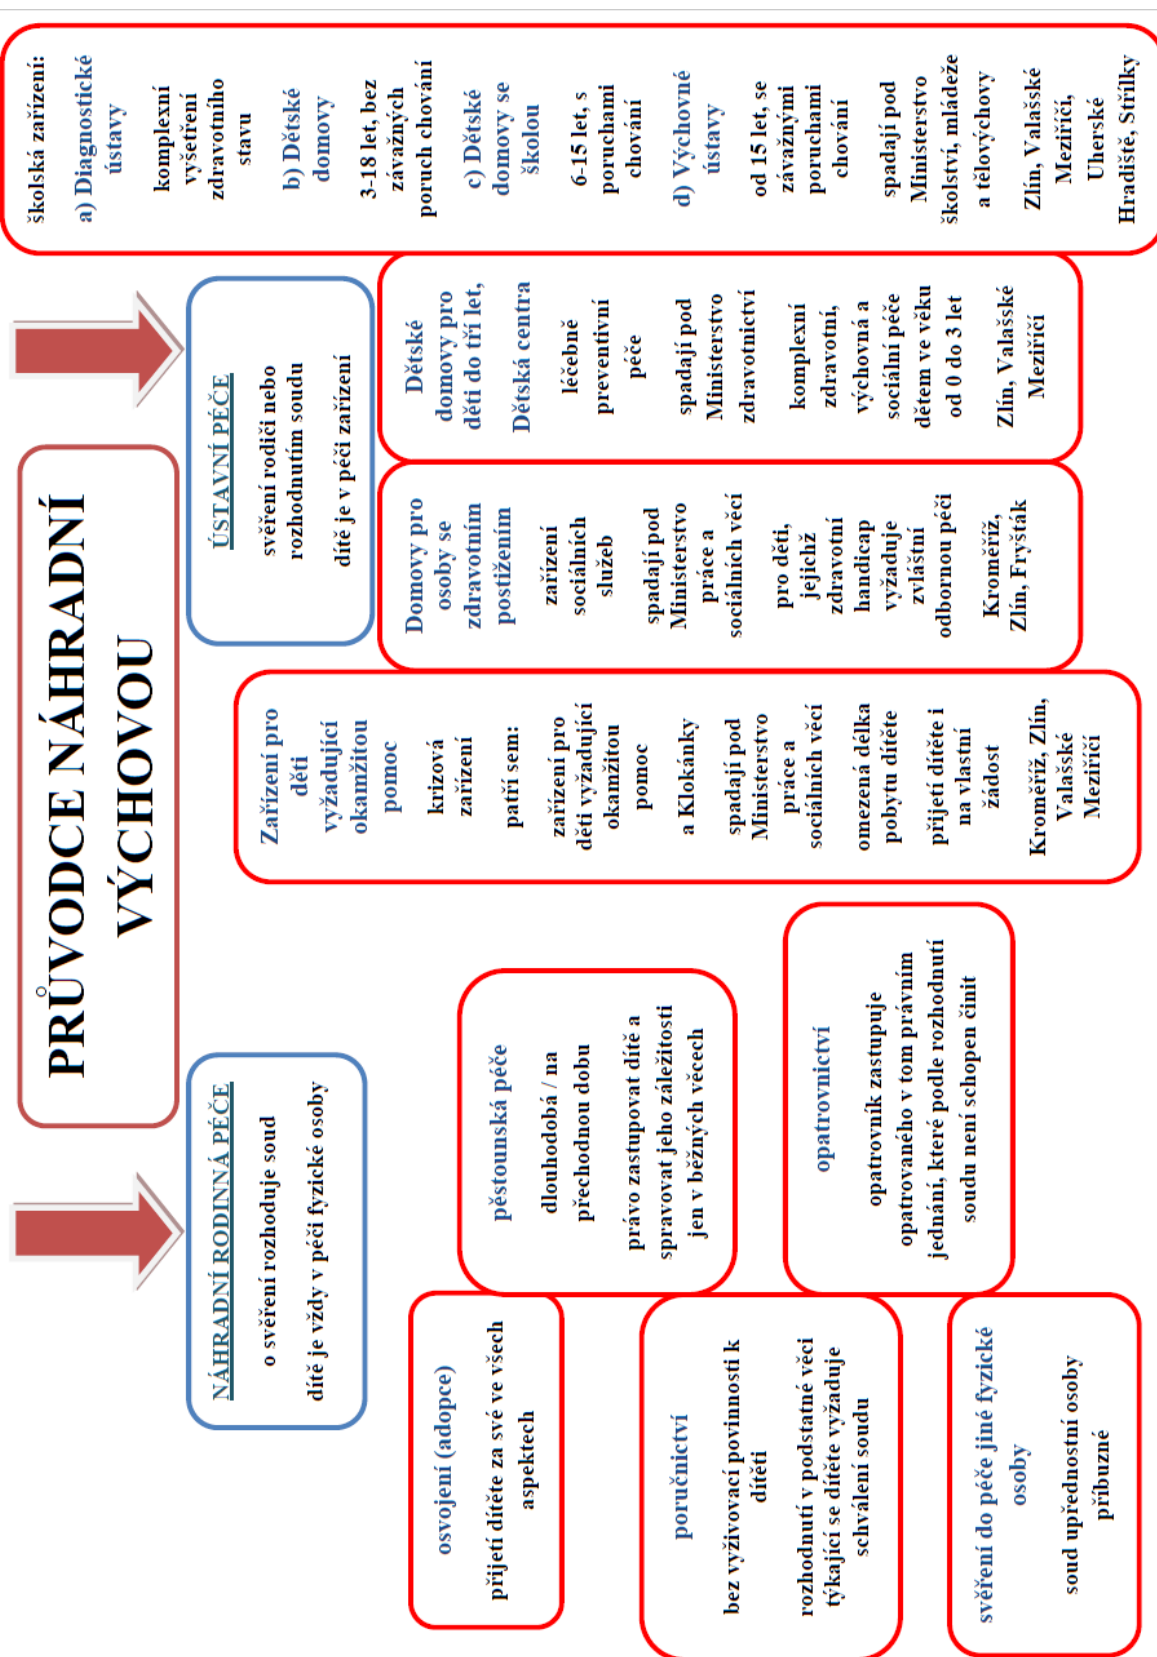 PRŮVODCE NÁHRADNÍ
VÝCHOVOU
NÁHRADNÍ RODINNÁ PÉČE
o svěření rozhoduje soud
dítě je vždy v péči fyzické osoby
osvojení (adopce)
přijetí dítěte za své ve všech
aspektech
pěstounská péče
dlouhodobá / na
přechodnou dobu
právo zastupovat dítě a
spravovat jeho záležitosti
jen v běžných věcech
poručnictví
bez vyživovací povinnosti k
dítěti
rozhodnutí v podstatné věci
týkající se dítěte vyžaduje
schválení soudu
opatrovnictví
opatrovník zastupuje
opatrovaného v tom právním
jednání, které podle rozhodnutí
soudu není schopen činit
svěření do péče jiné fyzické
osoby
soud upřednostní osoby
příbuzné
ÚSTAVNÍ PÉČE
svěření rodiči nebo
rozhodnutím soudu
dítě je v péči zařízení
Zařízení pro
děti
vyžadující
okamžitou
pomoc
krizová
zařízení
patří sem:
zařízení pro
děti vyžadující
okamžitou
pomoc
a Klokánky
spadají pod
Ministerstvo
práce a
sociálních věcí
omezená délka
pobytu dítěte
přijetí dítěte i
na vlastní
žádost
Kroměříž, Zlín,
Valašské
Meziříčí
Domovy pro
osoby se
zdravotním
postižením
zařízení
sociálních
služeb
spadají pod
Ministerstvo
práce a
sociálních věcí
pro děti,
jejichž
zdravotní
handicap
vyžaduje
zvláštní
odbornou péči
Kroměříž,
Zlín, Fryšták
Dětské
domovy pro
děti do tří let,
Dětská centra
léčebně
preventivní
péče
spadají pod
Ministerstvo
zdravotnictví
komplexní
zdravotní,
výchovná a
sociální péče
dětem ve věku
od 0 do 3 let
Zlín, Valašské
Meziříčí
školská zařízení:
a) Diagnostické
ústavy
komplexní
vyšetření
zdravotního
stavu
b) Dětské
domovy
3-18 let, bez
závažných
poruch chování
c) Dětské
domovy se
školou
6-15 let, s
poruchami
chování
d) Výchovné
ústavy
od 15 let, se
závažnými
poruchami
chování
spadají pod
Ministerstvo
školství, mládeže
a tělovýchovy
Zlín, Valašské
Meziříčí,
Uherské
Hradiště, Střílky